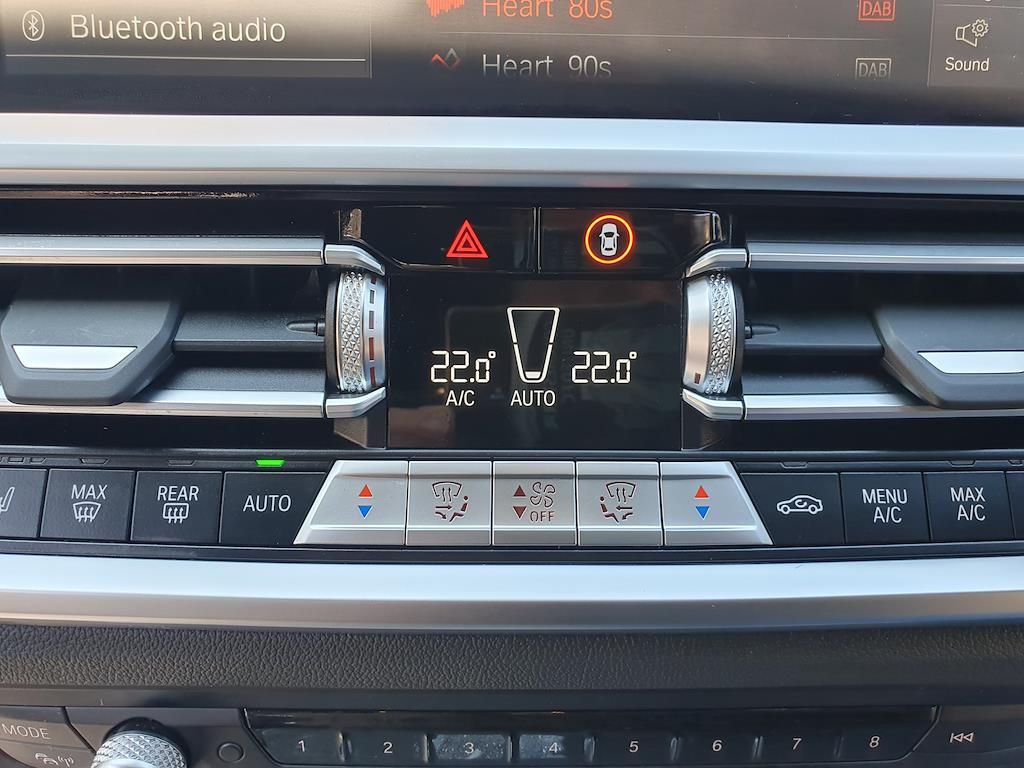 Bluetooth audio
Heart 80s
DAB
Heart 90s
DAB
Sound
22.0°
22.0°
A/C
AUTO
MAX
REAR
AUTO
OFF
MENU
A/C
MAX
A/C
MODE
1
2
3
4
5
6
7
8